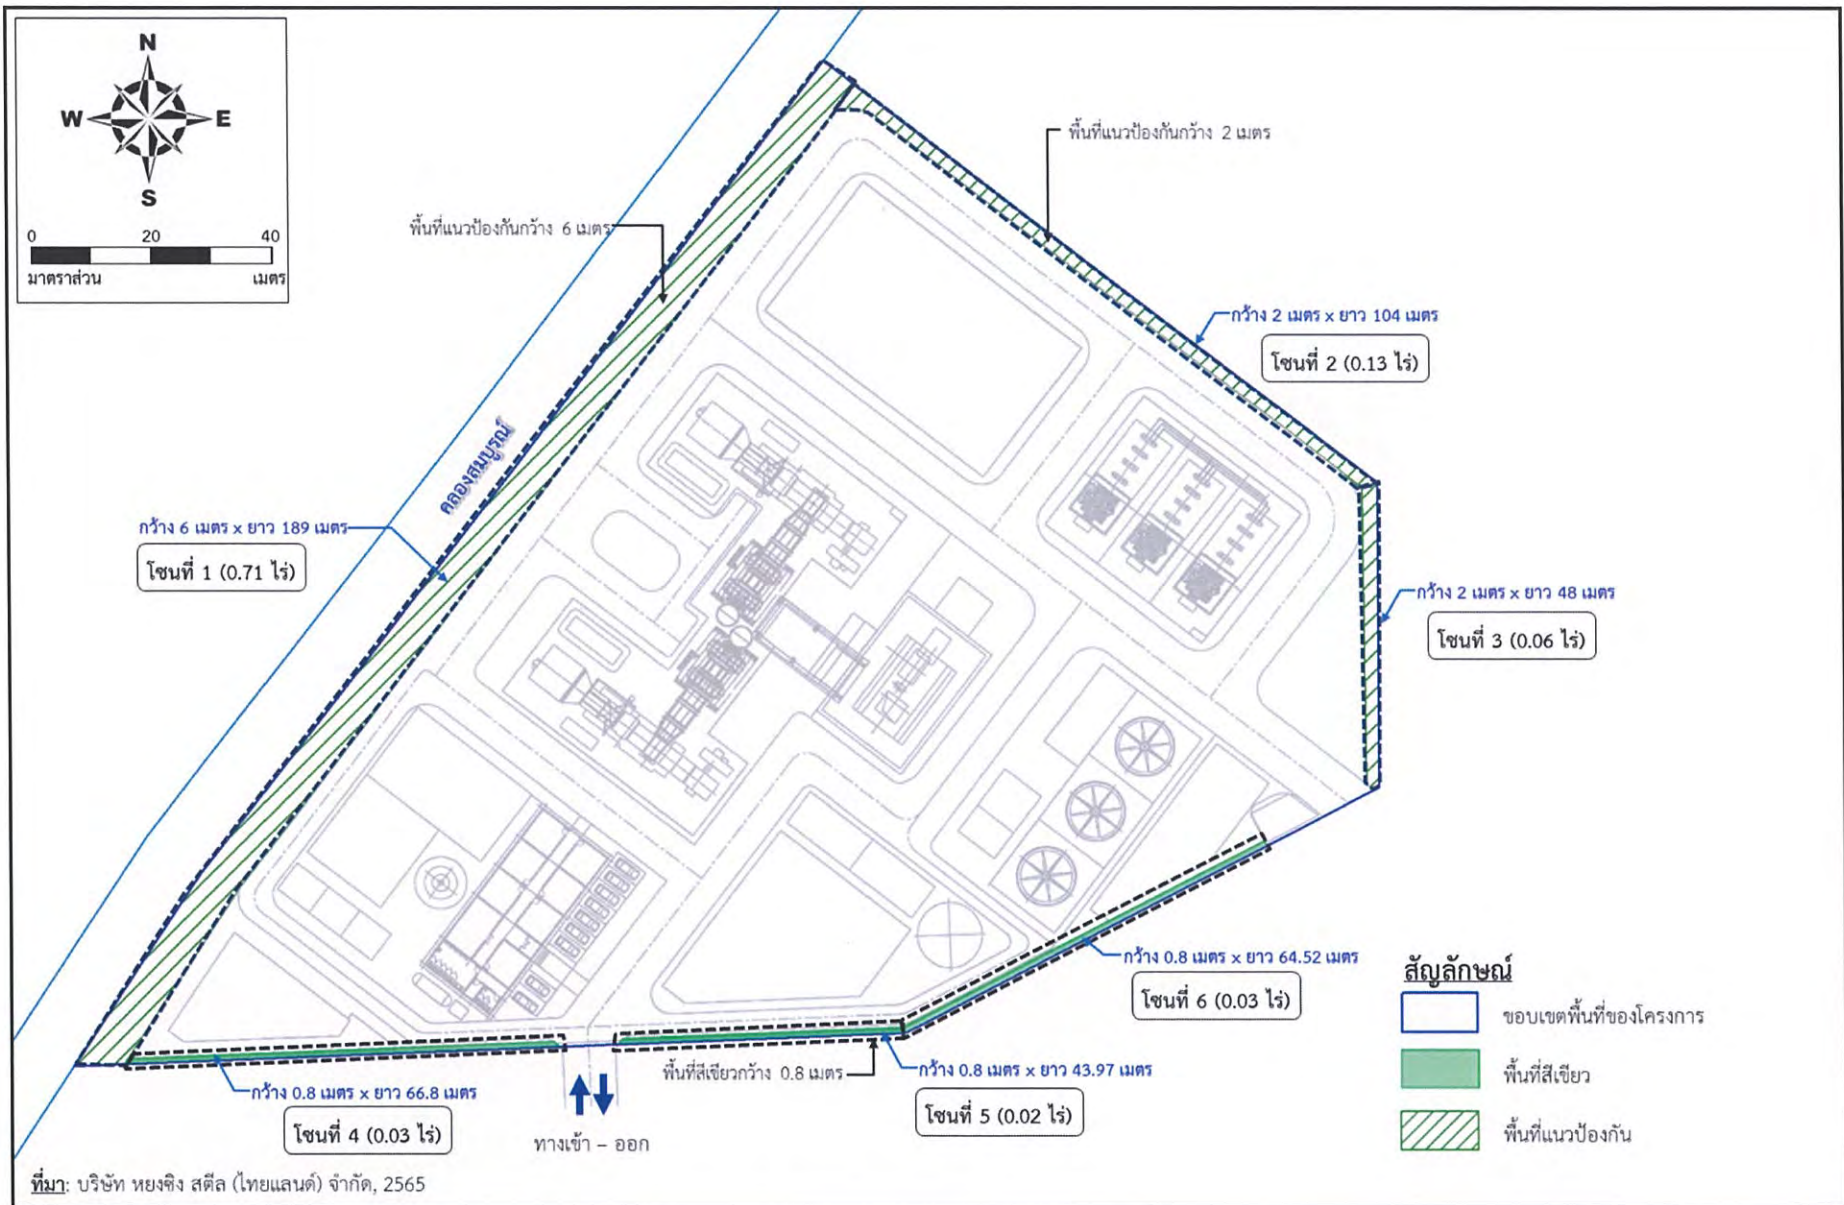 N
W
E
S
0 20 40
มาตราส่วน เมตร
พื้นที่แนวป้องกันกว้าง 2 เมตร
พื้นที่แนวป้องกันกว้าง 6 เมตร
กว้าง 2 เมตร x ยาว 104 เมตร
โซนที่ 2 (0.13 ไร่)
คลองสมบูรณ์
กว้าง 6 เมตร x ยาว 189 เมตร
โซนที่ 1 (0.71 ไร่)
กว้าง 2 เมตร x ยาว 48 เมตร
โซนที่ 3 (0.06 ไร่)
กว้าง 0.8 เมตร x ยาว 64.52 เมตร
โซนที่ 6 (0.03 ไร่)
พื้นที่สีเขียวกว้าง 0.8 เมตร
กว้าง 0.8 เมตร x ยาว 43.97 เมตร
โซนที่ 5 (0.02 ไร่)
กว้าง 0.8 เมตร x ยาว 66.8 เมตร
โซนที่ 4 (0.03 ไร่)
ทางเข้า – ออก
สัญลักษณ์
ขอบเขตพื้นที่ของโครงการ
พื้นที่สีเขียว
พื้นที่แนวป้องกัน
ที่มา: บริษัท หยงซิง สตีล (ไทยแลนด์) จำกัด, 2565